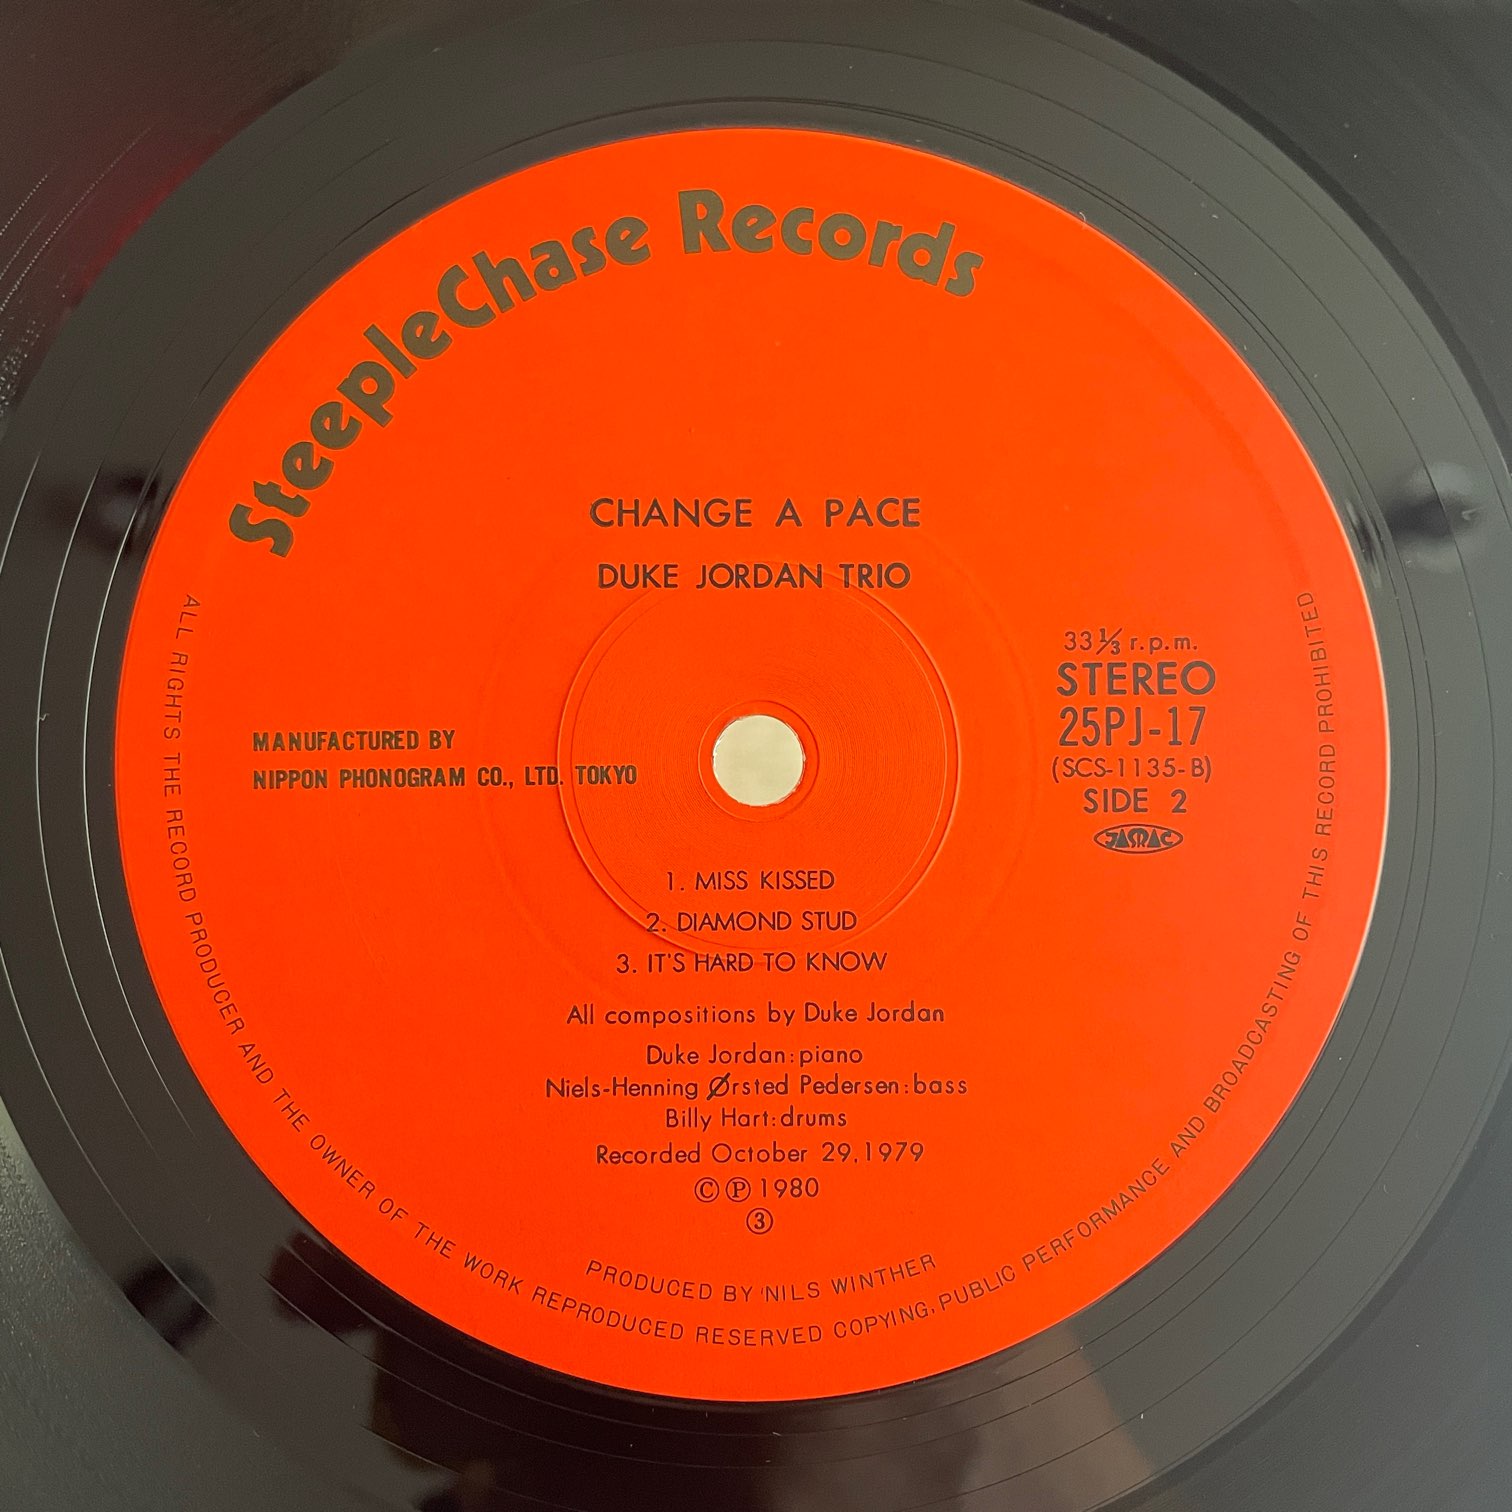 SteepleChase Records
CHANGE A PACE
DUKE JORDAN TRIO
33⅓ r.p.m.
STEREO
25PJ-17
(SCS-1135-B)
SIDE 2
JASRAC
MANUFACTURED BY
NIPPON PHONOGRAM CO., LTD. TOKYO
1. MISS KISSED
2. DIAMOND STUD
3. IT'S HARD TO KNOW
All compositions by Duke Jordan
Duke Jordan:piano
Niels-Henning Ørsted Pedersen:bass
Billy Hart:drums
Recorded October 29,1979
©℗1980
③
PRODUCED BY NILS WINTHER
ALL RIGHTS THE RECORD PRODUCER AND THE OWNER OF THE WORK REPRODUCED RESERVED COPYING, PUBLIC PERFORMANCE AND BROADCASTING OF THIS RECORD PROHIBITED